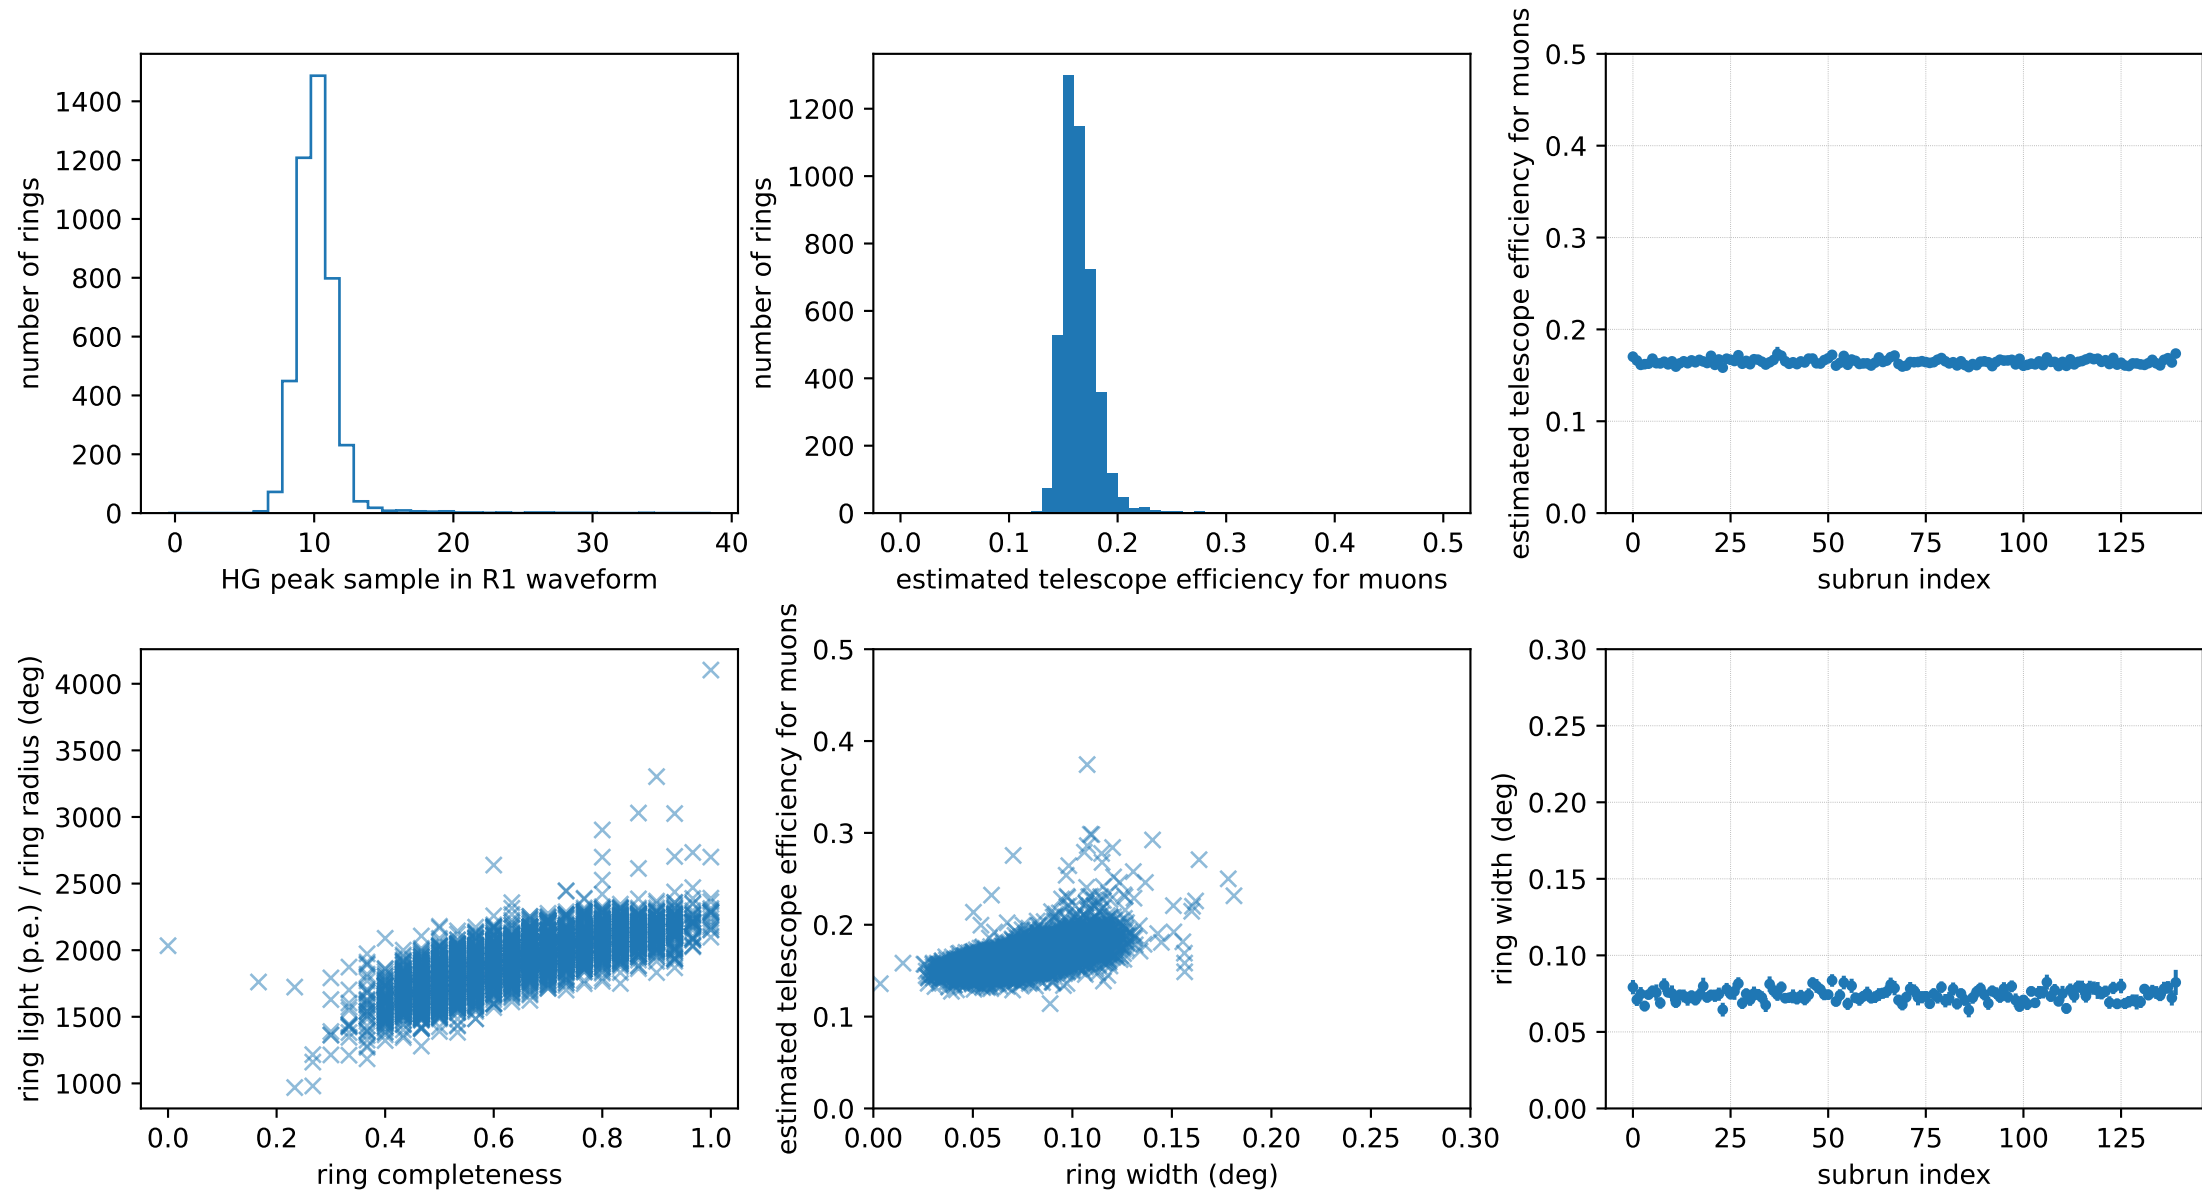 number of rings
1400
1200
1000
800
600
400
200
0
0 10 20 30 40
HG peak sample in R1 waveform
number of rings
1200
1000
800
600
400
200
0
0.0 0.1 0.2 0.3 0.4 0.5
estimated telescope efficiency for muons
estimated telescope efficiency for muons
0.5
0.4
0.3
0.2
0.1
0.0
0 25 50 75 100 125
subrun index
ring light (p.e.) / ring radius (deg)
4000
3500
3000
2500
2000
1500
1000
0.0 0.2 0.4 0.6 0.8 1.0
ring completeness
estimated telescope efficiency for muons
0.5
0.4
0.3
0.2
0.1
0.0
0.00 0.05 0.10 0.15 0.20 0.25 0.30
ring width (deg)
ring width (deg)
0.30
0.25
0.20
0.15
0.10
0.05
0.00
0 25 50 75 100 125
subrun index